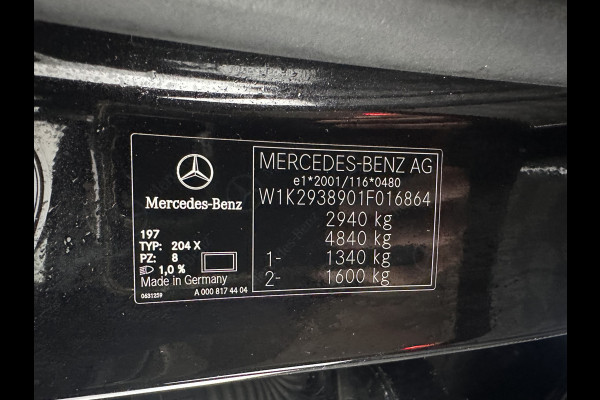 Mercedes-Benz
197
TYP: 204 X
PZ: 8
1,0 %
Made in Germany
0631259
A 000 817 44 04
MERCEDES-BENZ AG
e1*2001/116*0480
W1K2938901F016864
2940 kg
4840 kg
1- 1340 kg
2- 1600 kg